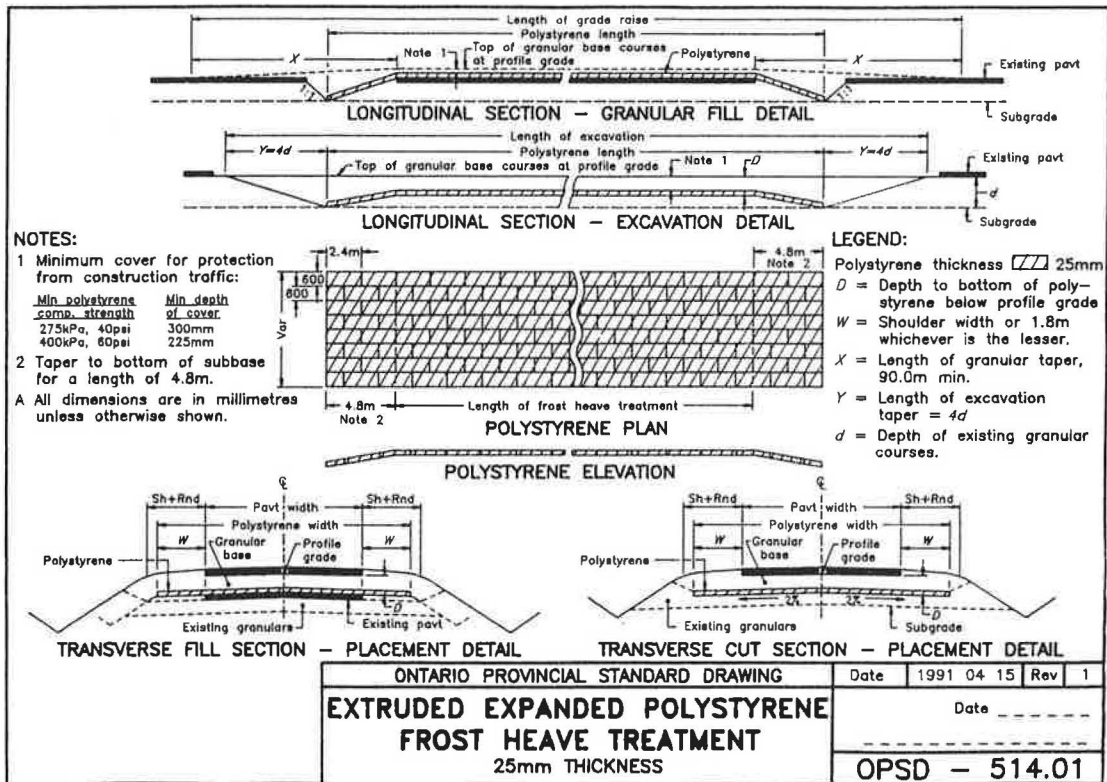 Length of grade raise
Polystyrene length
X
Note 1
Top of granular base courses
at profile grade
Polystyrene
X
Existing pavt
1:1
1:1
Subgrade
LONGITUDINAL SECTION – GRANULAR FILL DETAIL
Length of excavation
Y=4d
Polystyrene length
Y=4d
Top of granular base courses at profile grade
Note 1
D
Existing pavt
d
Subgrade
LONGITUDINAL SECTION – EXCAVATION DETAIL
NOTES:
1 Minimum cover for protection
from construction traffic:
Min polystyrene Min depth
comp. strength of cover
275kPa, 40psi 300mm
400kPa, 60psi 225mm
2 Taper to bottom of subbase
for a length of 4.8m.
A All dimensions are in millimetres
unless otherwise shown.
2.4m
4.8m
Note 2
600
600
Var
4.8m
Note 2
Length of frost heave treatment
POLYSTYRENE PLAN
POLYSTYRENE ELEVATION
LEGEND:
Polystyrene thickness 25mm
D = Depth to bottom of poly–
styrene below profile grade
W = Shoulder width or 1.8m
whichever is the lesser.
X = Length of granular taper,
90.0m min.
Y = Length of excavation
taper = 4d
d = Depth of existing granular
courses.
℄
Sh+Rnd
Pavt width
Sh+Rnd
Polystyrene width
W
Granular
base
Profile
grade
W
Polystyrene
D
Existing granulars
Existing pavt
TRANSVERSE FILL SECTION – PLACEMENT DETAIL
℄
Sh+Rnd
Pavt width
Sh+Rnd
Polystyrene width
W
Granular
base
Profile
grade
W
Polystyrene
2%
2%
D
Existing granulars
Subgrade
TRANSVERSE CUT SECTION – PLACEMENT DETAIL
ONTARIO PROVINCIAL STANDARD DRAWING
Date 1991 04 15 Rev 1
EXTRUDED EXPANDED POLYSTYRENE
FROST HEAVE TREATMENT
25mm THICKNESS
Date
OPSD – 514.01